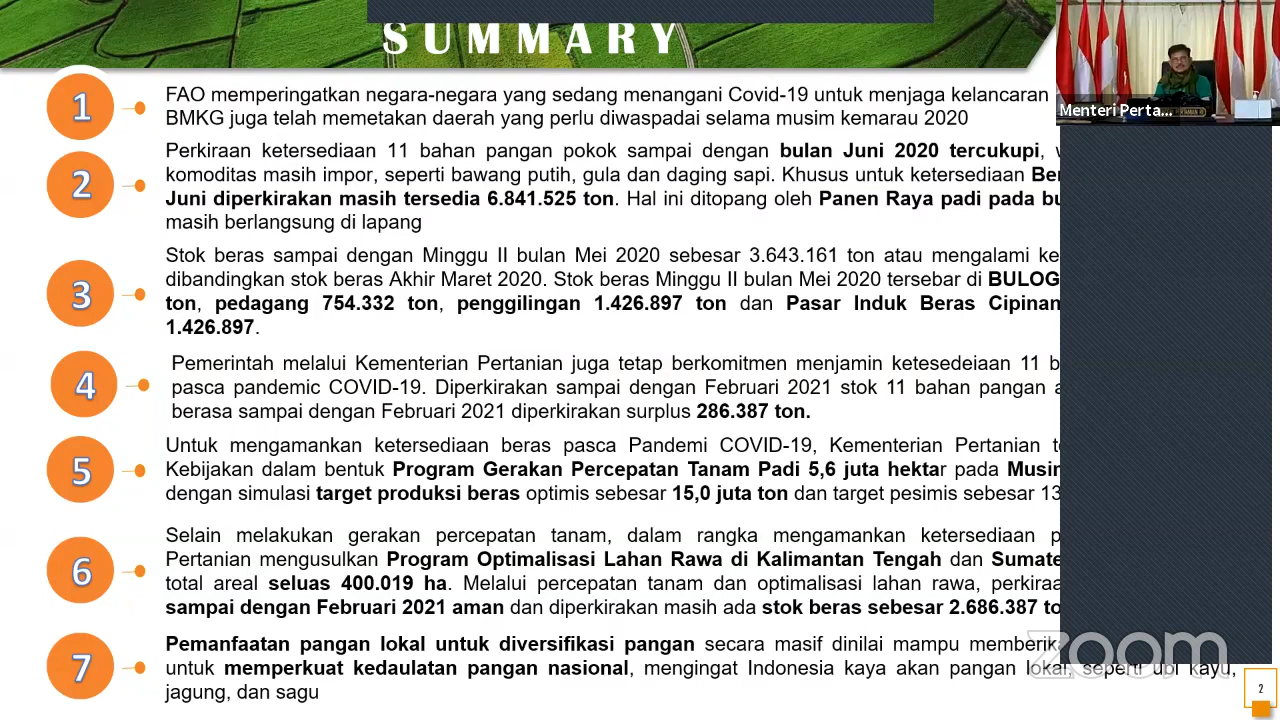 SUMMARY
Menteri Perta...
1
FAO memperingatkan negara-negara yang sedang menangani Covid-19 untuk menjaga kelancaran
BMKG juga telah memetakan daerah yang perlu diwaspadai selama musim kemarau 2020
2
Perkiraan ketersediaan 11 bahan pangan pokok sampai dengan bulan Juni 2020 tercukupi,
komoditas masih impor, seperti bawang putih, gula dan daging sapi. Khusus untuk ketersediaan
Juni diperkirakan masih tersedia 6.841.525 ton. Hal ini ditopang oleh Panen Raya padi pada
masih berlangsung di lapang
3
Stok beras sampai dengan Minggu II bulan Mei 2020 sebesar 3.643.161 ton atau mengalami
dibandingkan stok beras Akhir Maret 2020. Stok beras Minggu II bulan Mei 2020 tersebar di BULOG
ton, pedagang 754.332 ton, penggilingan 1.426.897 ton dan Pasar Induk Beras
1.426.897.
4
Pemerintah melalui Kementerian Pertanian juga tetap berkomitmen menjamin ketesedeiaan 11
pasca pandemic COVID-19. Diperkirakan sampai dengan Februari 2021 stok 11 bahan pangan
berasa sampai dengan Februari 2021 diperkirakan surplus 286.387 ton.
5
Untuk mengamankan ketersediaan beras pasca Pandemi COVID-19, Kementerian Pertanian
Kebijakan dalam bentuk Program Gerakan Percepatan Tanam Padi 5,6 juta hektar pada
dengan simulasi target produksi beras optimis sebesar 15,0 juta ton dan target pesimis sebesar
6
Selain melakukan gerakan percepatan tanam, dalam rangka mengamankan ketersediaan
Pertanian mengusulkan Program Optimalisasi Lahan Rawa di Kalimantan Tengah dan
total areal seluas 400.019 ha. Melalui percepatan tanam dan optimalisasi lahan rawa,
sampai dengan Februari 2021 aman dan diperkirakan masih ada stok beras sebesar 2.686.387
7
Pemanfaatan pangan lokal untuk diversifikasi pangan secara masif dinilai mampu
untuk memperkuat kedaulatan pangan nasional, mengingat Indonesia kaya akan pangan lokal, seperti ubi kayu,
jagung, dan sagu
zoom
2